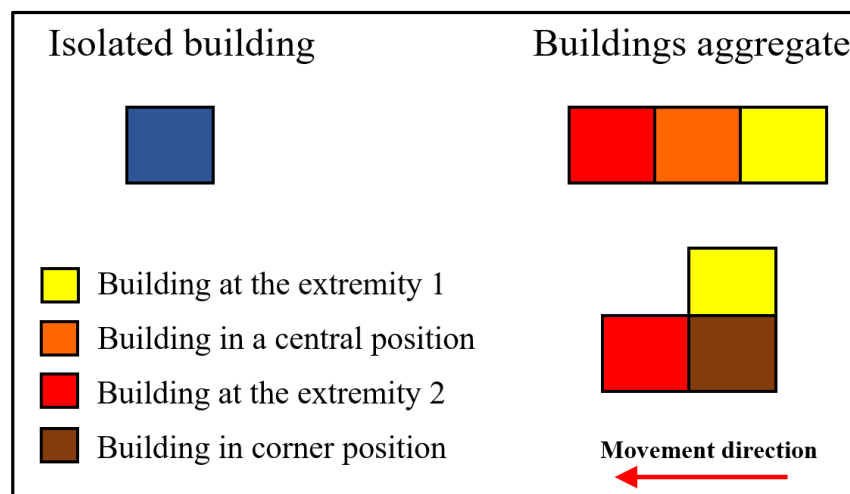 Isolated building
Buildings aggregate
Building at the extremity 1
Building in a central position
Building at the extremity 2
Building in corner position
Movement direction